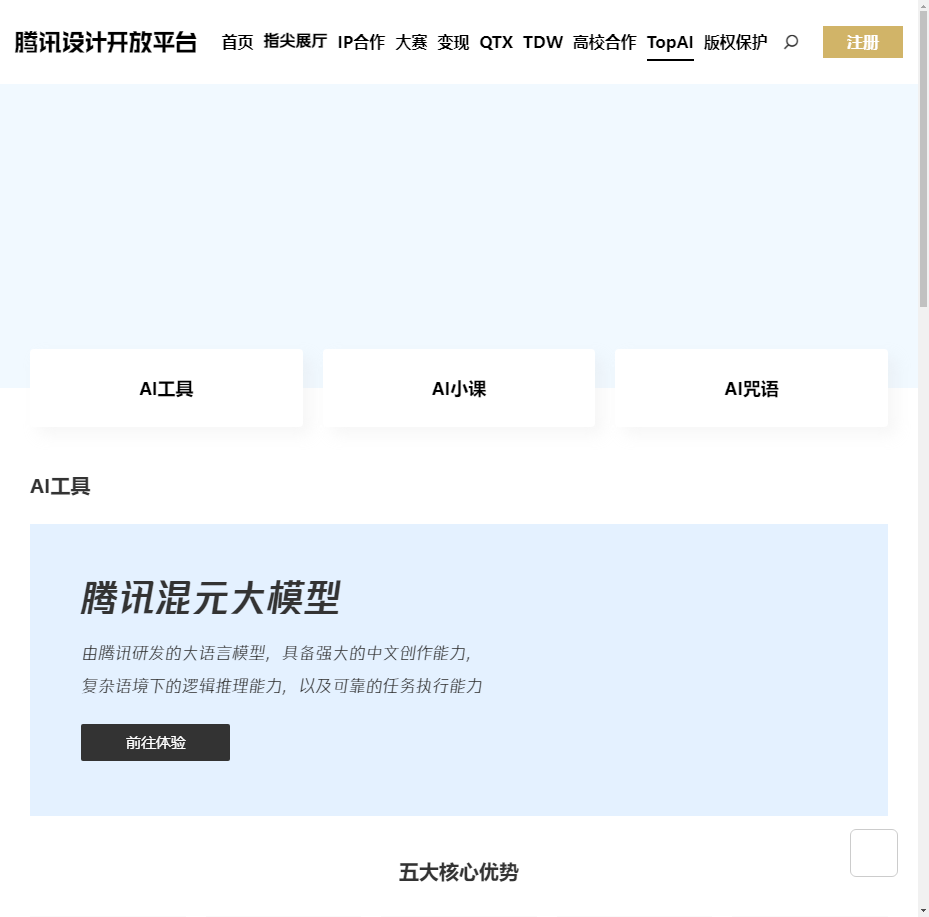 腾讯设计开放平台 首页 指尖展厅 IP合作 大赛 变现 QTX TDW 高校合作 TopAI 版权保护 注册
AI工具 AI小课 AI咒语
AI工具
腾讯混元大模型
由腾讯研发的大语言模型，具备强大的中文创作能力，
复杂语境下的逻辑推理能力，以及可靠的任务执行能力
前往体验
五大核心优势